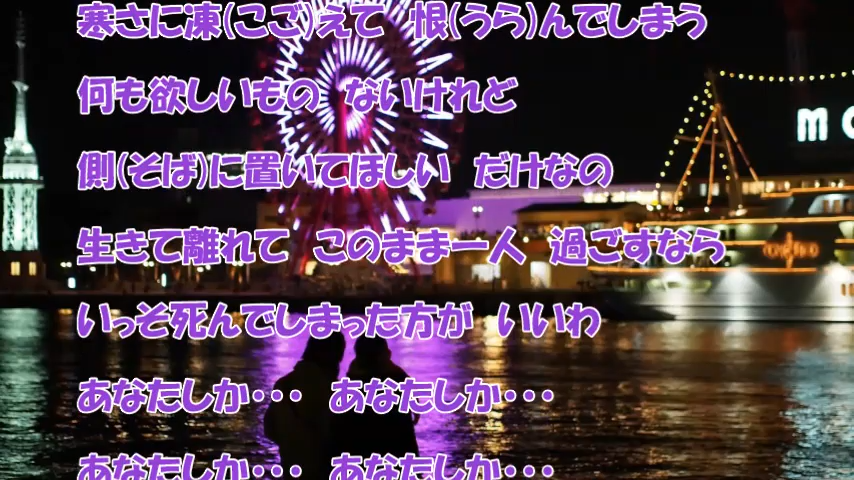 寒さに凍(こご)えて 恨(うら)んでしまう
何も欲しいもの ないけれど
側(そば)に置いてほしい だけなの
生きて離れて このまま一人 過ごすなら
いっそ死んでしまった方が いいわ
あなたしか・・・ あなたしか・・・
あなたしか・・・ あなたしか・・・
MO